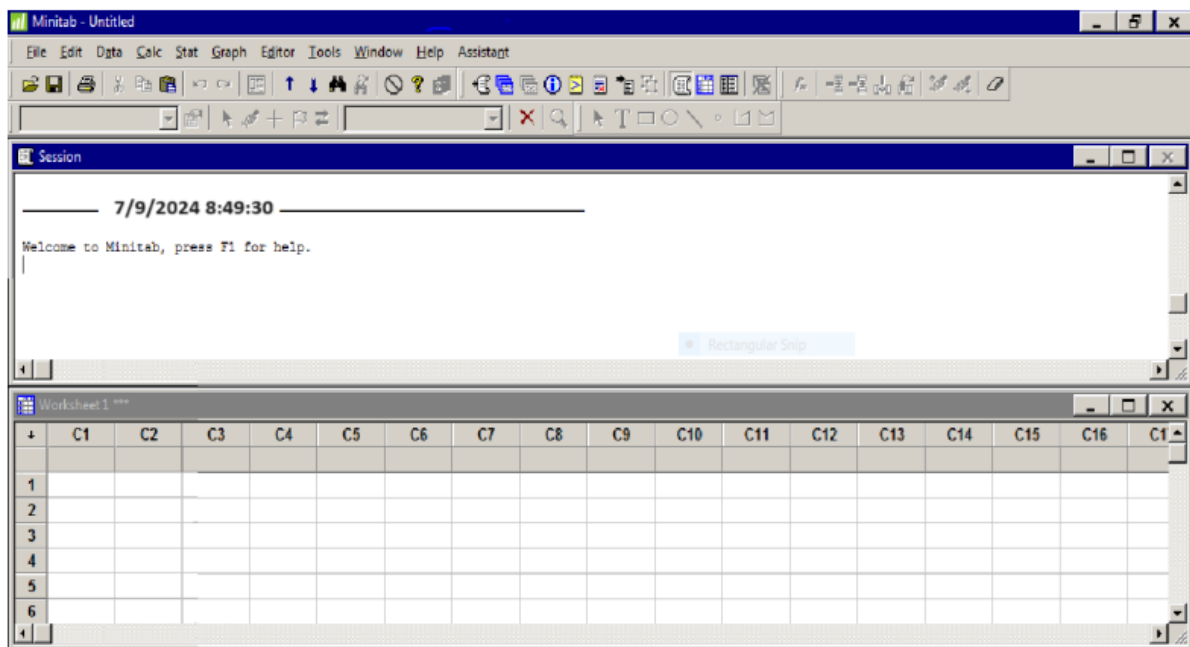 Minitab - Untitled
File Edit Data Calc Stat Graph Editor Tools Window Help Assistant
Session
7/9/2024 8:49:30
Welcome to Minitab, press F1 for help.
Rectangular Snip
Worksheet 1 ***
C1 C2 C3 C4 C5 C6 C7 C8 C9 C10 C11 C12 C13 C14 C15 C16 C1
1
2
3
4
5
6